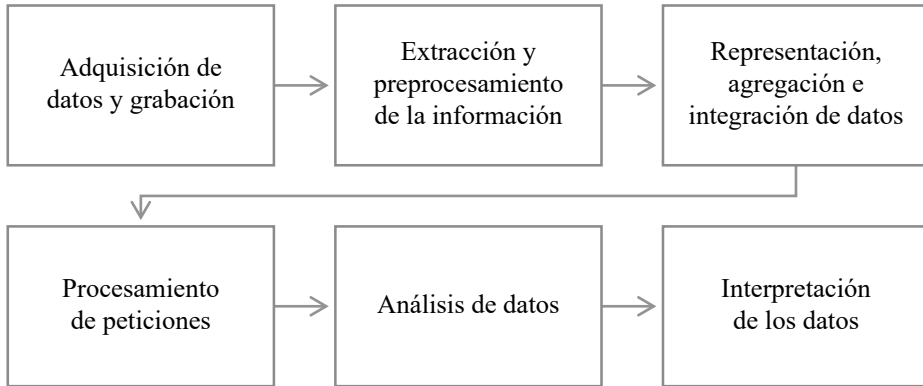 Adquisición de
datos y grabación
Extracción y
preprocesamiento
de la información
Representación,
agregación e
integración de datos
Procesamiento
de peticiones
Análisis de datos
Interpretación
de los datos